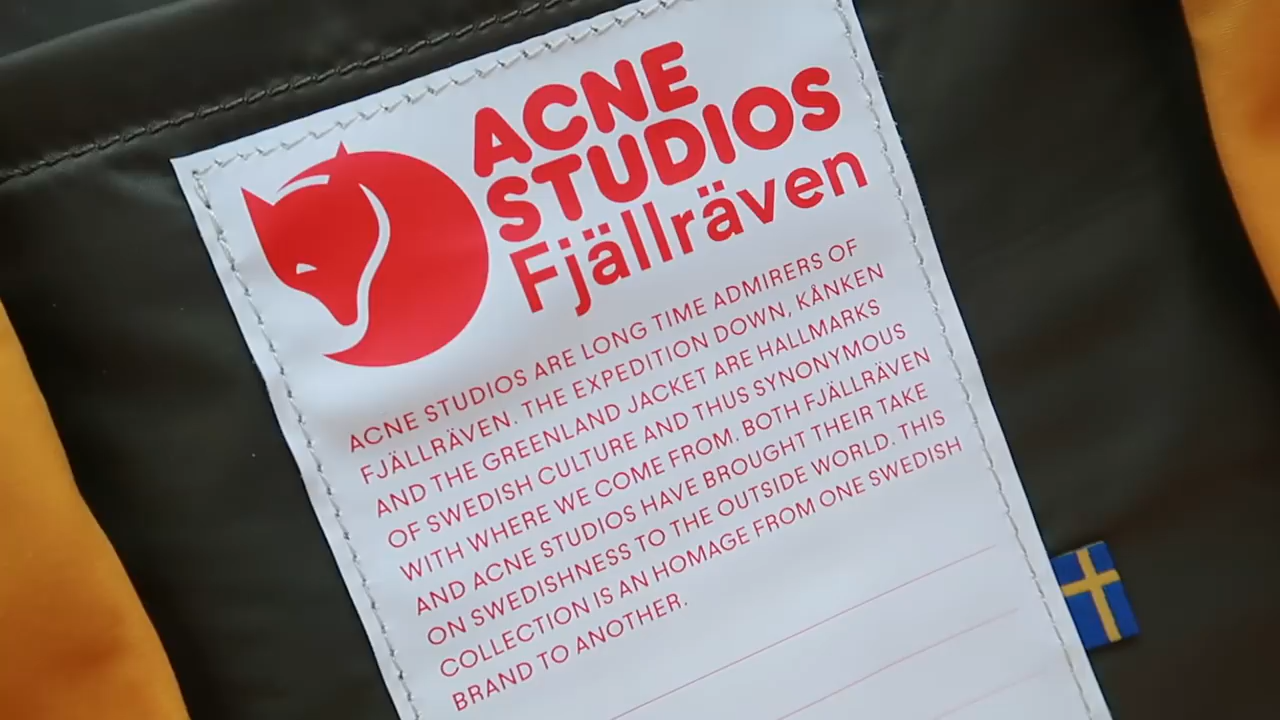 ACNE
STUDIOS
Fjällräven
ACNE STUDIOS ARE LONG TIME ADMIRERS OF
FJÄLLRÄVEN. THE EXPEDITION DOWN, KÅNKEN
AND THE GREENLAND JACKET ARE HALLMARKS
OF SWEDISH CULTURE AND THUS SYNONYMOUS
WITH WHERE WE COME FROM. BOTH FJÄLLRÄVEN
AND ACNE STUDIOS HAVE BROUGHT THEIR TAKE
ON SWEDISHNESS TO THE OUTSIDE WORLD. THIS
COLLECTION IS AN HOMAGE FROM ONE SWEDISH
BRAND TO ANOTHER.